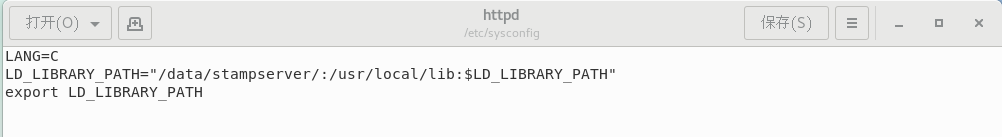 打开(O)
httpd
/etc/sysconfig
保存(S)
LANG=C
LD_LIBRARY_PATH="/data/stampserver/:/usr/local/lib:$LD_LIBRARY_PATH"
export LD_LIBRARY_PATH